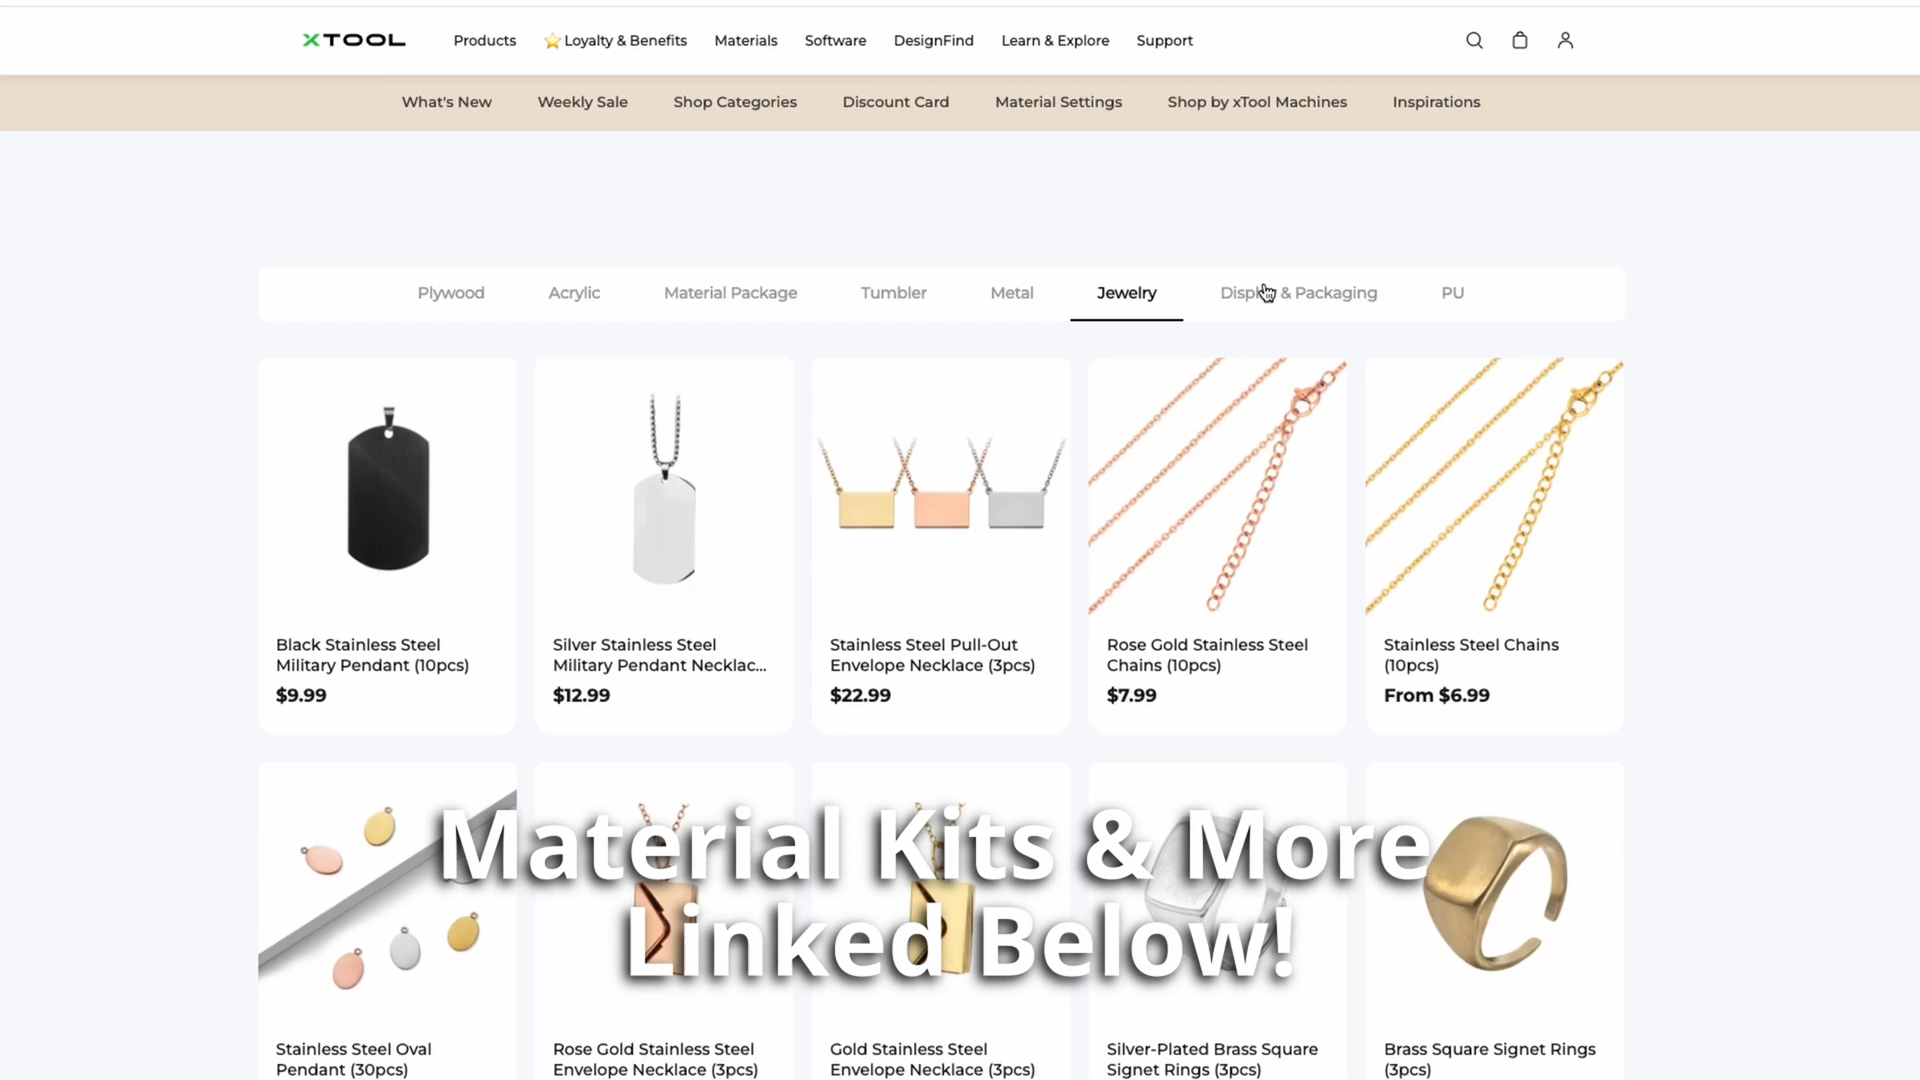 XTOOL
Products
Loyalty & Benefits
Materials
Software
DesignFind
Learn & Explore
Support
What's New
Weekly Sale
Shop Categories
Discount Card
Material Settings
Shop by xTool Machines
Inspirations
Plywood
Acrylic
Material Package
Tumbler
Metal
Jewelry
Display & Packaging
PU
Black Stainless Steel
Military Pendant (10pcs)
$9.99
Silver Stainless Steel
Military Pendant Necklac...
$12.99
Stainless Steel Pull-Out
Envelope Necklace (3pcs)
$22.99
Rose Gold Stainless Steel
Chains (10pcs)
$7.99
Stainless Steel Chains
(10pcs)
From $6.99
Material Kits & More
Linked Below!
Stainless Steel Oval
Pendant (30pcs)
Rose Gold Stainless Steel
Envelope Necklace (3pcs)
Gold Stainless Steel
Envelope Necklace (3pcs)
Silver-Plated Brass Square
Signet Rings (3pcs)
Brass Square Signet Rings
(3pcs)